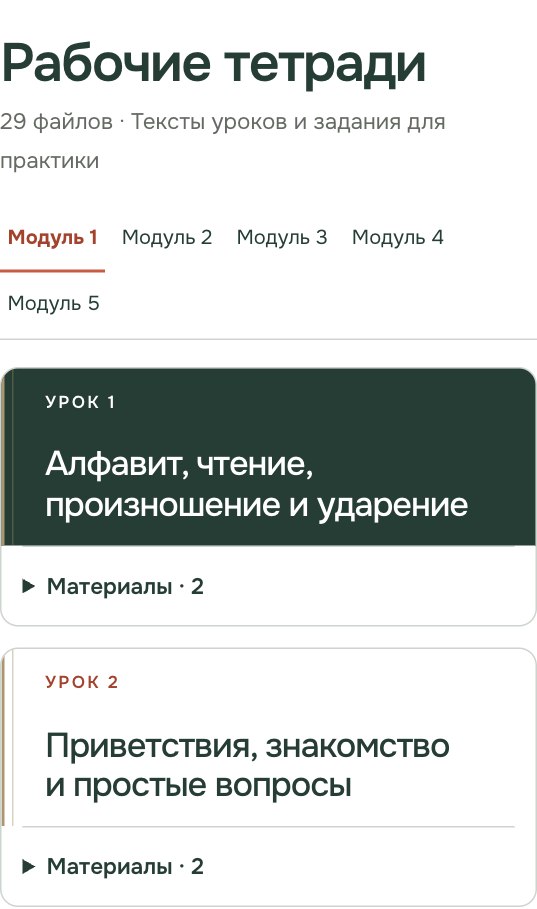 Рабочие тетради
29 файлов · Тексты уроков и задания для
практики
Модуль 1 Модуль 2 Модуль 3 Модуль 4
Модуль 5
УРОК 1
Алфавит, чтение,
произношение и ударение
▶ Материалы · 2
УРОК 2
Приветствия, знакомство
и простые вопросы
▶ Материалы · 2